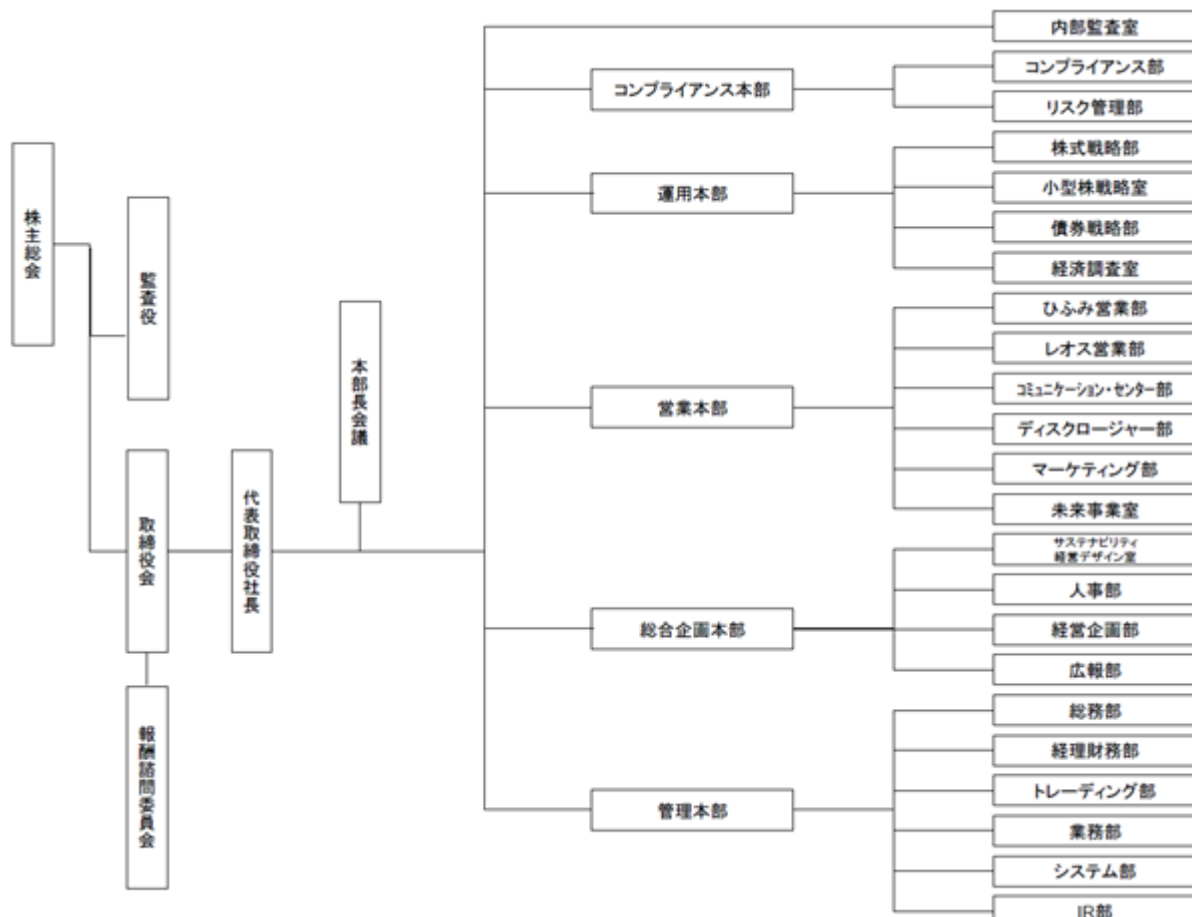 株主総会
監査役
取締役会
報酬諮問委員会
代表取締役社長
本部長会議
内部監査室
コンプライアンス本部
コンプライアンス部
リスク管理部
運用本部
株式戦略部
小型株戦略室
債券戦略部
経済調査室
営業本部
ひふみ営業部
レオス営業部
コミュニケーション・センター部
ディスクロージャー部
マーケティング部
未来事業室
総合企画本部
サステナビリティ
経営デザイン室
人事部
経営企画部
広報部
管理本部
総務部
経理財務部
トレーディング部
業務部
システム部
IR部